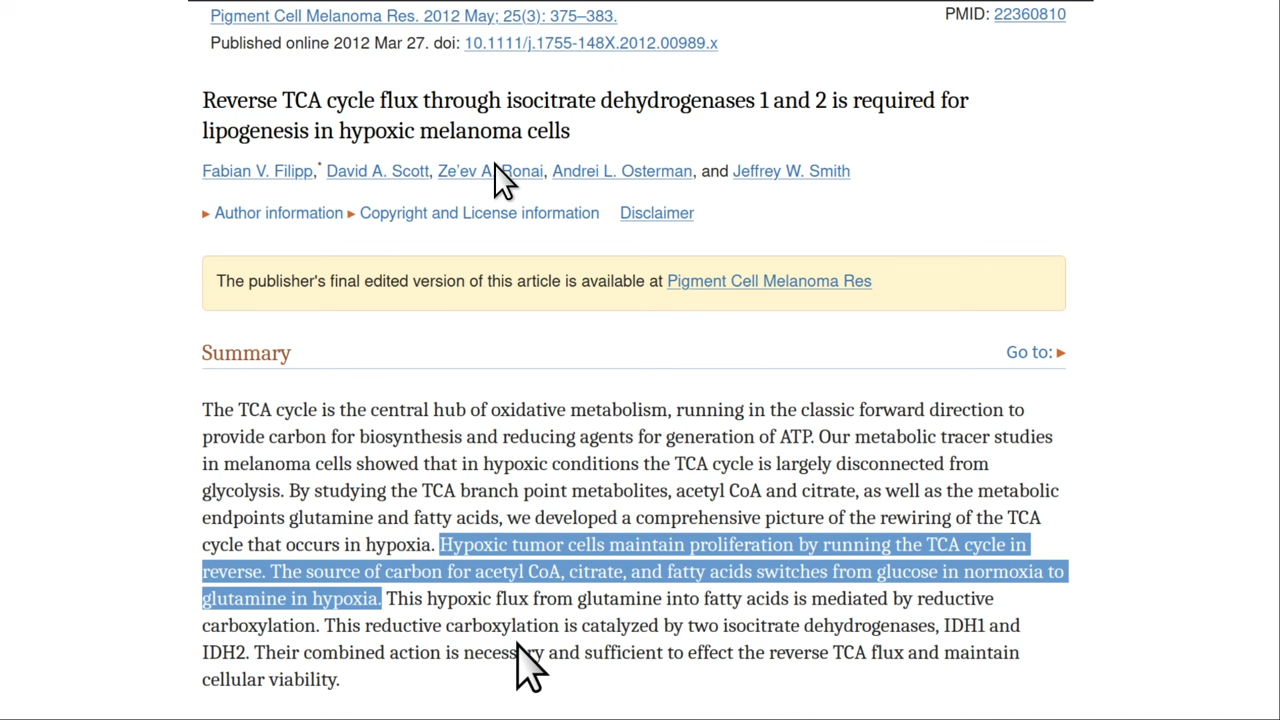 Pigment Cell Melanoma Res. 2012 May; 25(3): 375–383.
PMID: 22360810
Published online 2012 Mar 27. doi: 10.1111/j.1755-148X.2012.00989.x
Reverse TCA cycle flux through isocitrate dehydrogenases 1 and 2 is required for
lipogenesis in hypoxic melanoma cells
Fabian V. Filipp,* David A. Scott, Ze'ev A. Ronai, Andrei L. Osterman, and Jeffrey W. Smith
▸ Author information ▸ Copyright and License information Disclaimer
The publisher's final edited version of this article is available at Pigment Cell Melanoma Res
Summary
Go to: ▸
The TCA cycle is the central hub of oxidative metabolism, running in the classic forward direction to
provide carbon for biosynthesis and reducing agents for generation of ATP. Our metabolic tracer studies
in melanoma cells showed that in hypoxic conditions the TCA cycle is largely disconnected from
glycolysis. By studying the TCA branch point metabolites, acetyl CoA and citrate, as well as the metabolic
endpoints glutamine and fatty acids, we developed a comprehensive picture of the rewiring of the TCA
cycle that occurs in hypoxia. Hypoxic tumor cells maintain proliferation by running the TCA cycle in
reverse. The source of carbon for acetyl CoA, citrate, and fatty acids switches from glucose in normoxia to
glutamine in hypoxia. This hypoxic flux from glutamine into fatty acids is mediated by reductive
carboxylation. This reductive carboxylation is catalyzed by two isocitrate dehydrogenases, IDH1 and
IDH2. Their combined action is necessary and sufficient to effect the reverse TCA flux and maintain
cellular viability.